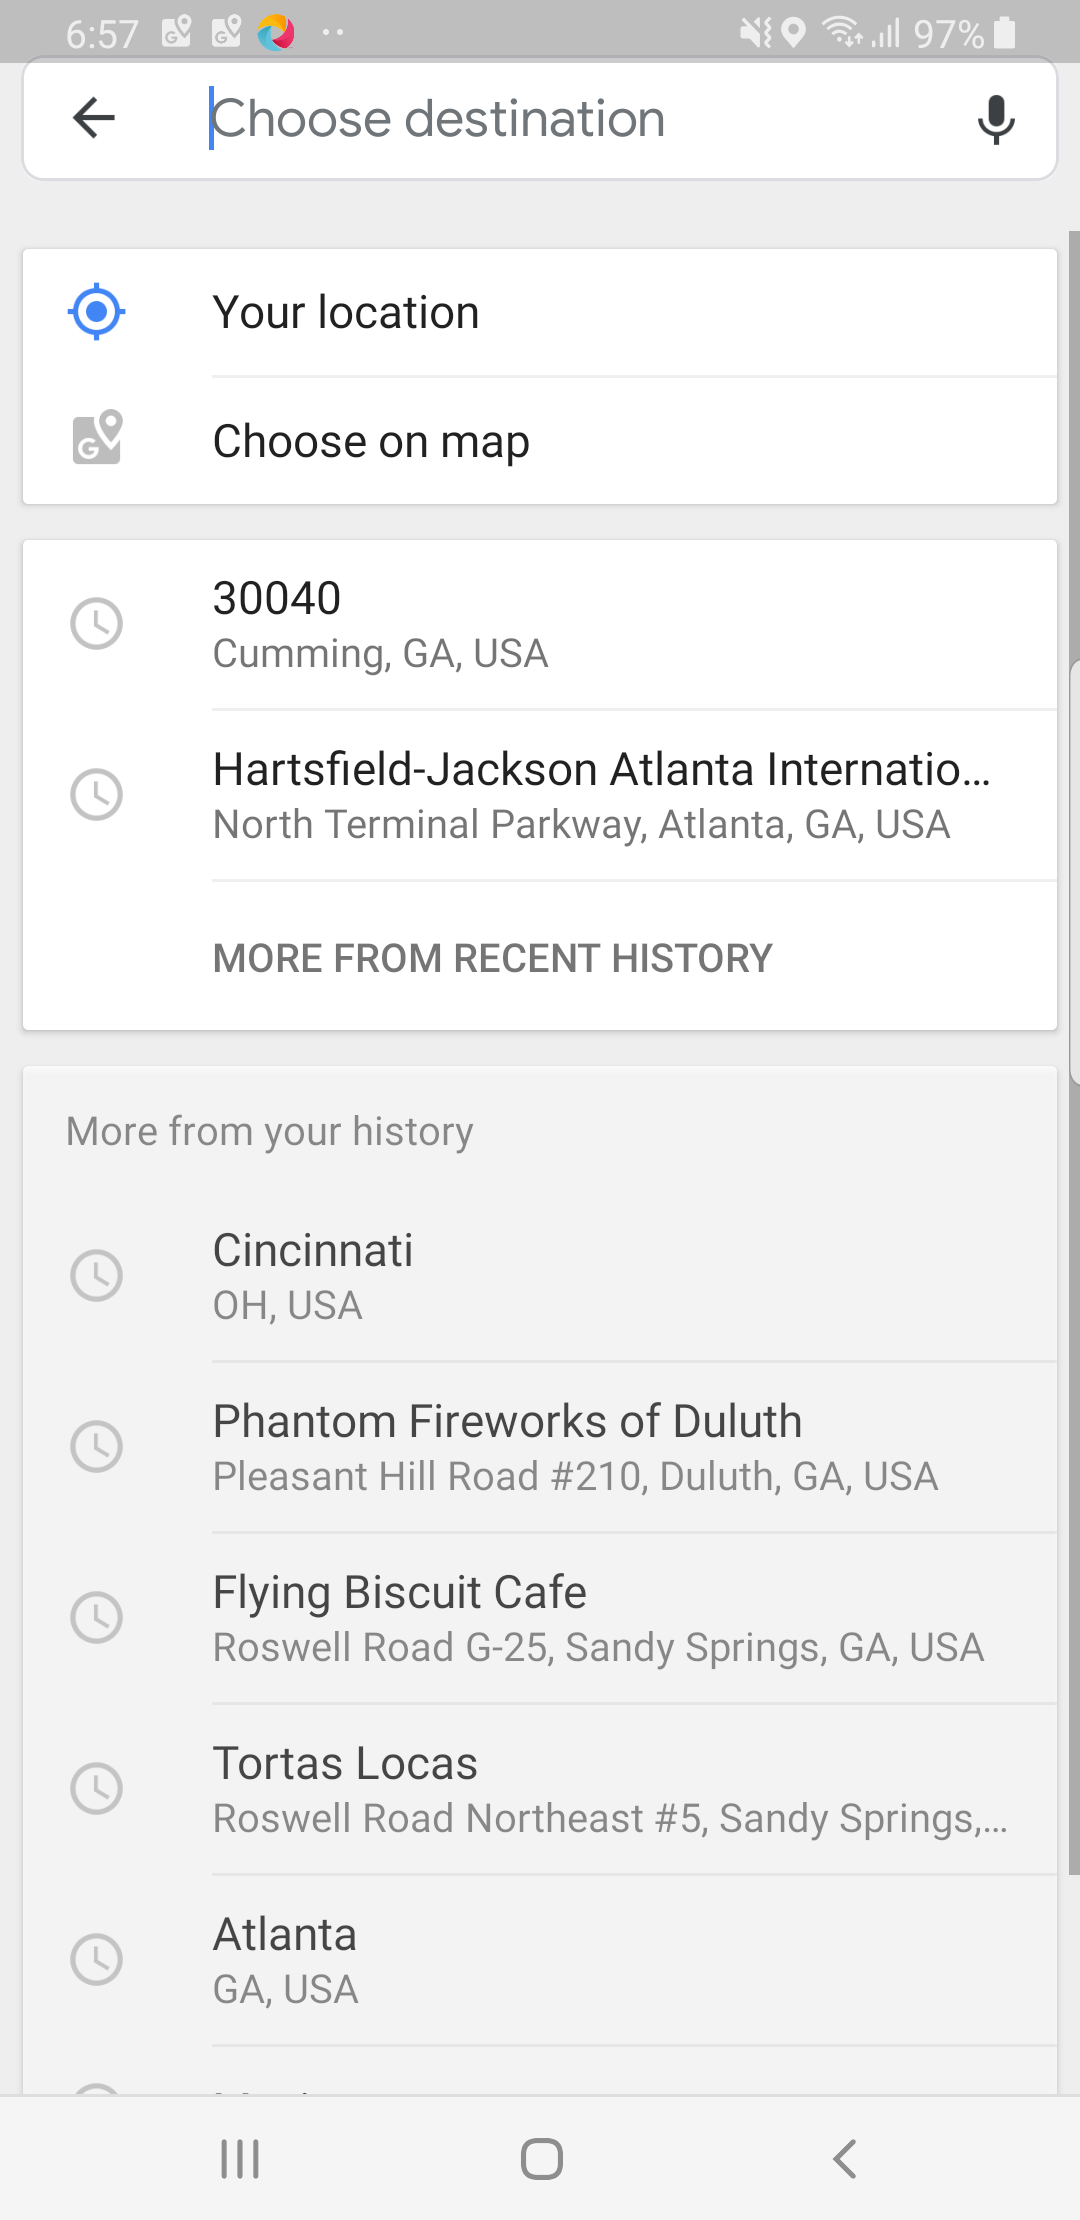 6:57
97%
Choose destination
Your location
Choose on map
30040
Cumming, GA, USA
Hartsfield-Jackson Atlanta Internatio...
North Terminal Parkway, Atlanta, GA, USA
MORE FROM RECENT HISTORY
More from your history
Cincinnati
OH, USA
Phantom Fireworks of Duluth
Pleasant Hill Road #210, Duluth, GA, USA
Flying Biscuit Cafe
Roswell Road G-25, Sandy Springs, GA, USA
Tortas Locas
Roswell Road Northeast #5, Sandy Springs,...
Atlanta
GA, USA